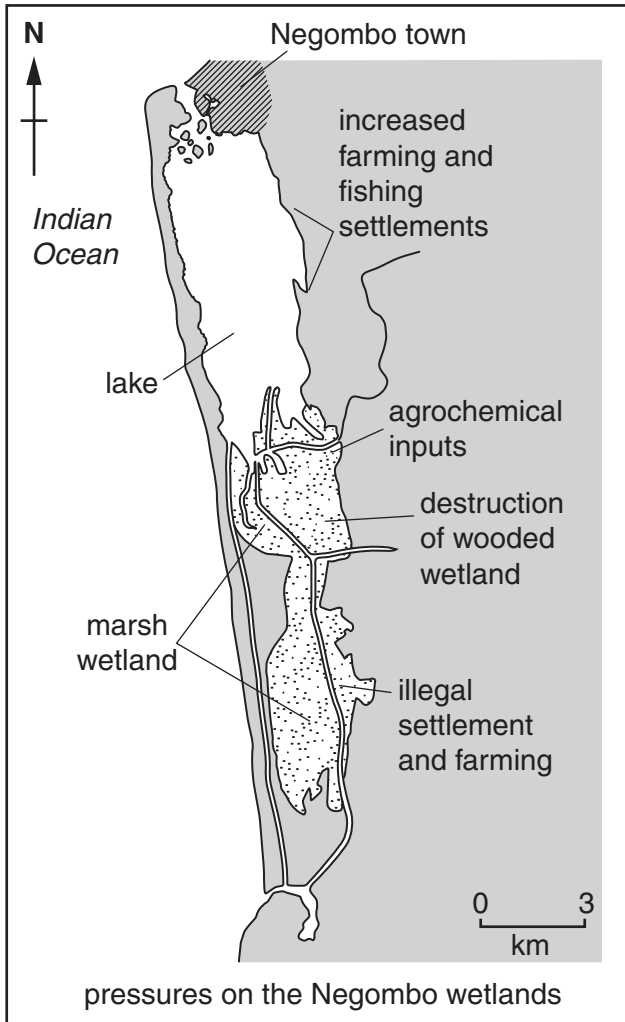 N
Negombo town
increased
farming and
fishing
settlements
Indian
Ocean
lake
agrochemical
inputs
destruction
of wooded
wetland
marsh
wetland
illegal
settlement
and farming
0 3
km
pressures on the Negombo wetlands